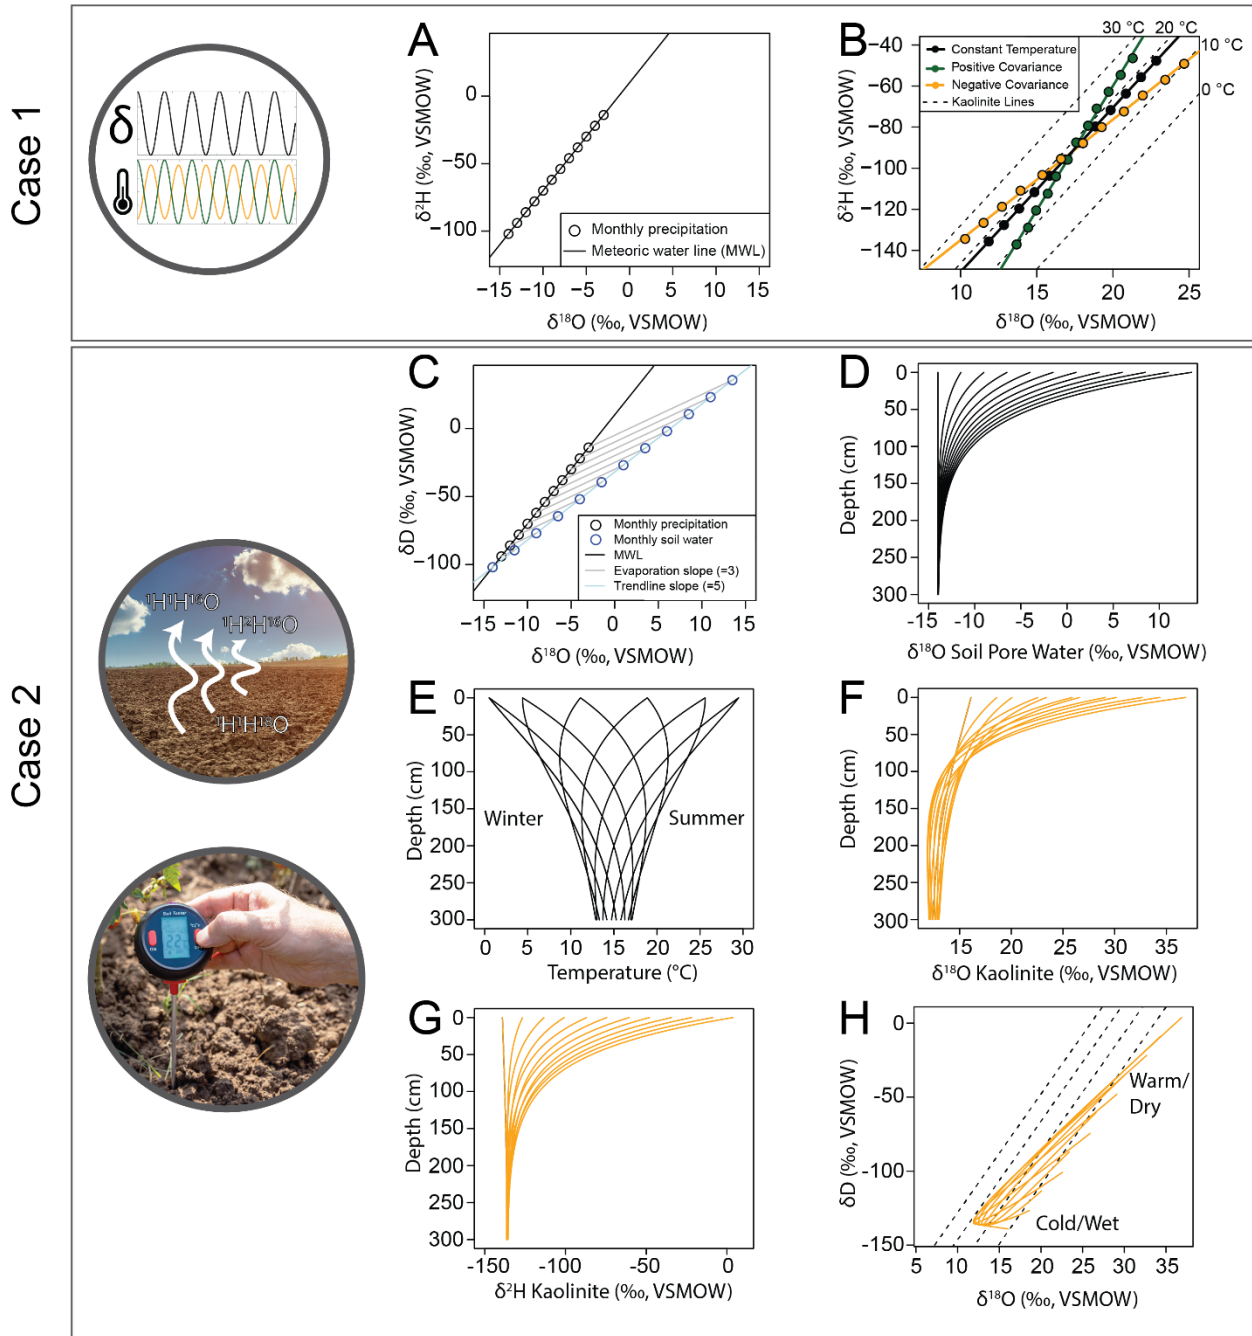 Case 1
δ
A
0
−50
−100
δ²H (‰, VSMOW)
Monthly precipitation
Meteoric water line (MWL)
−15 −10 −5 0 5 10 15
δ¹⁸O (‰, VSMOW)
B
30 °C 20 °C
10 °C
0 °C
−40
−60
−80
−100
−120
−140
δ²H (‰, VSMOW)
Constant Temperature
Positive Covariance
Negative Covariance
Kaolinite Lines
10 15 20 25
δ¹⁸O (‰, VSMOW)
Case 2
¹H¹H¹⁶O
¹H²H¹⁶O
¹H¹H¹⁸O
C
0
−50
−100
δD (‰, VSMOW)
Monthly precipitation
Monthly soil water
MWL
Evaporation slope (=3)
Trendline slope (=5)
−15 −10 −5 0 5 10 15
δ¹⁸O (‰, VSMOW)
D
0
50
100
150
200
250
300
Depth (cm)
-15 -10 -5 0 5 10
δ¹⁸O Soil Pore Water (‰, VSMOW)
E
0
50
100
150
200
250
300
Depth (cm)
Winter
Summer
0 5 10 15 20 25 30
Temperature (°C)
F
0
50
100
150
200
250
300
Depth (cm)
15 20 25 30 35
δ¹⁸O Kaolinite (‰, VSMOW)
G
0
50
100
150
200
250
300
Depth (cm)
-150 -100 -50 0
δ²H Kaolinite (‰, VSMOW)
H
0
-50
-100
-150
δD (‰, VSMOW)
Warm/
Dry
Cold/Wet
5 10 15 20 25 30 35
δ¹⁸O (‰, VSMOW)